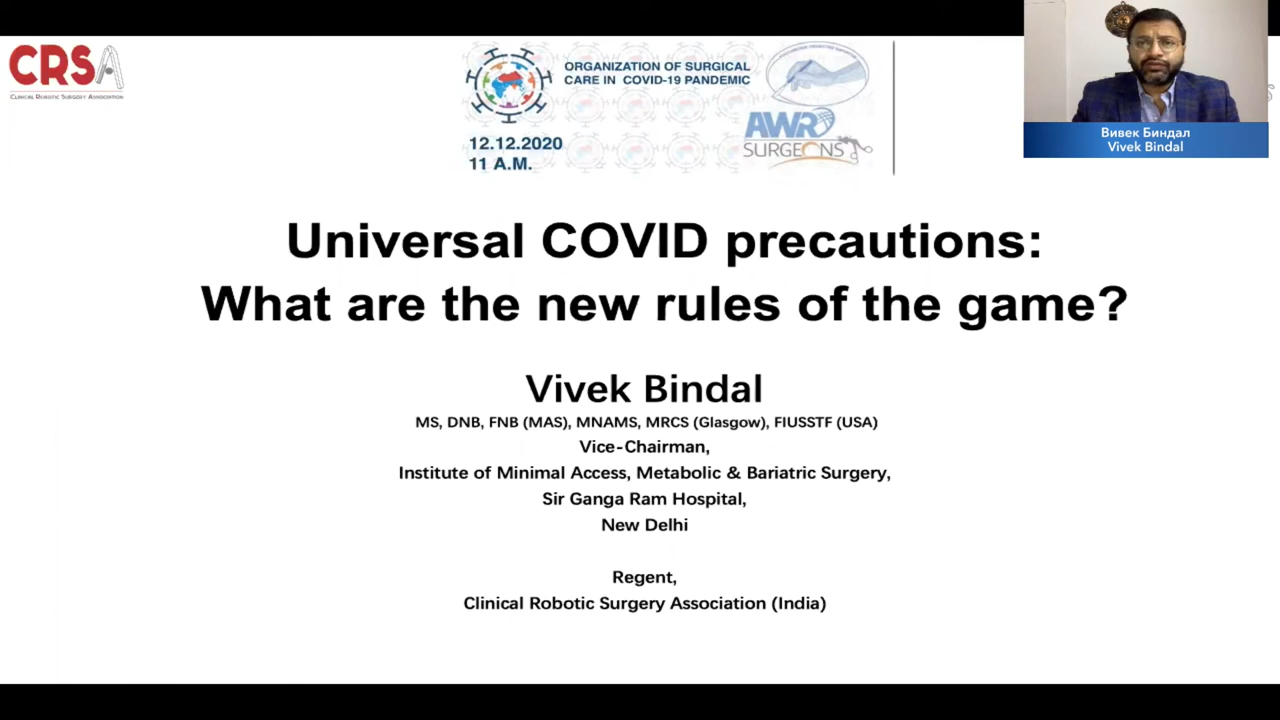 CRSA
CLINICAL ROBOTIC SURGERY ASSOCIATION
ORGANIZATION OF SURGICAL
CARE IN COVID-19 PANDEMIC
12.12.2020
11 A.M.
AWR
SURGEONS
Вивек Биндал
Vivek Bindal
Universal COVID precautions:
What are the new rules of the game?
Vivek Bindal
MS, DNB, FNB (MAS), MNAMS, MRCS (Glasgow), FIUSSTF (USA)
Vice-Chairman,
Institute of Minimal Access, Metabolic & Bariatric Surgery,
Sir Ganga Ram Hospital,
New Delhi
Regent,
Clinical Robotic Surgery Association (India)